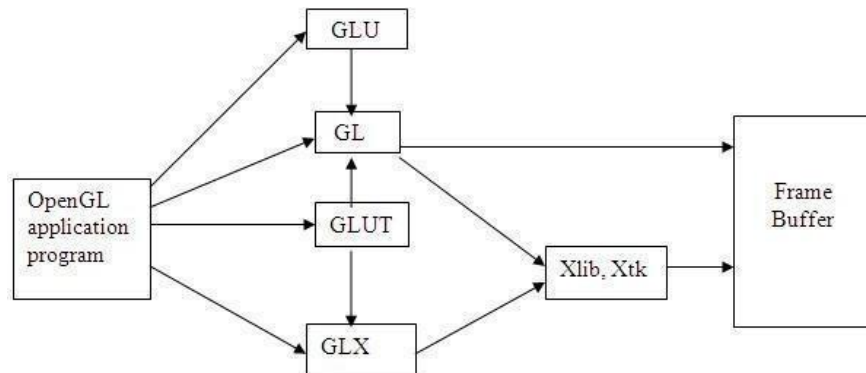 GLU
GL
OpenGL
application
program
GLUT
GLX
Xlib, Xtk
Frame
Buffer